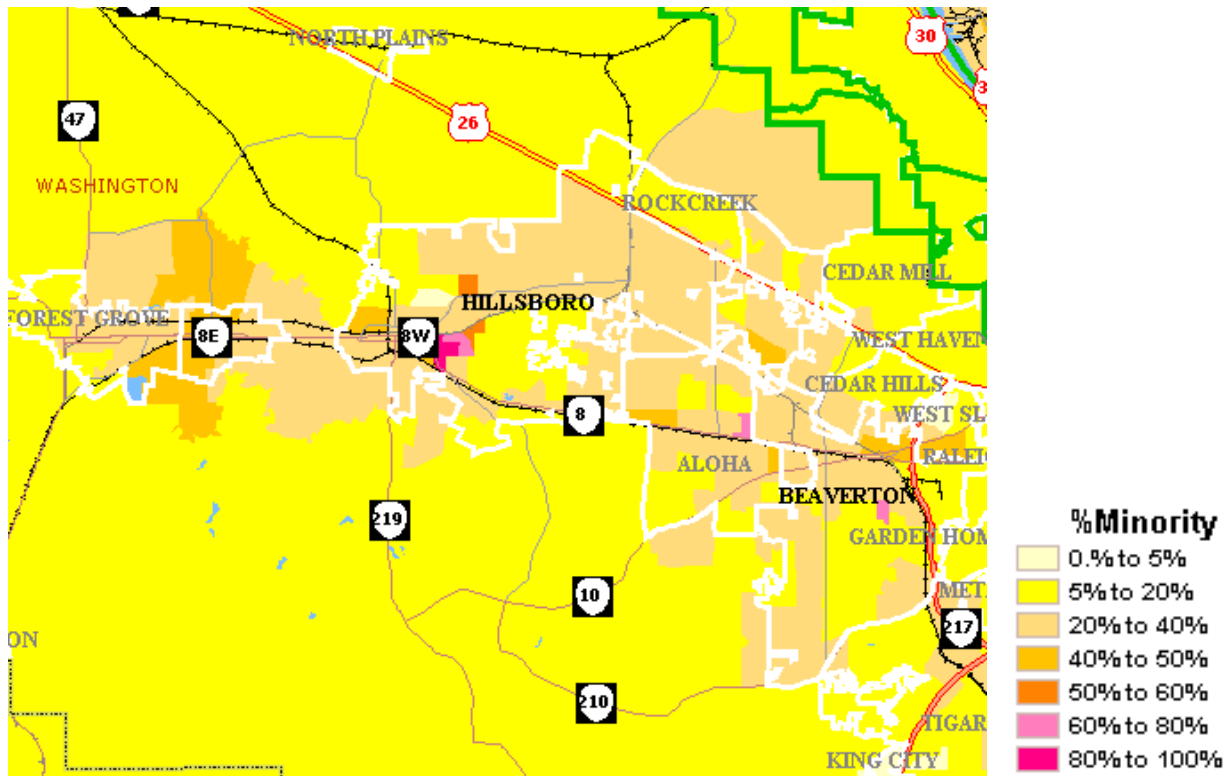 30
NORTH PLAINS
47
26
WASHINGTON
ROCKCREEK
CEDAR MILL
HILLSBORO
FOREST GROVE
8E
8W
WEST HAVEN
CEDAR HILLS
8
WEST SL
ALOHA
RALEIG
BEAVERTON
219
GARDEN HOM
10
META
217
ON
210
TIGAR
KING CITY
%Minority
0.% to 5%
5% to 20%
20% to 40%
40% to 50%
50% to 60%
60% to 80%
80% to 100%